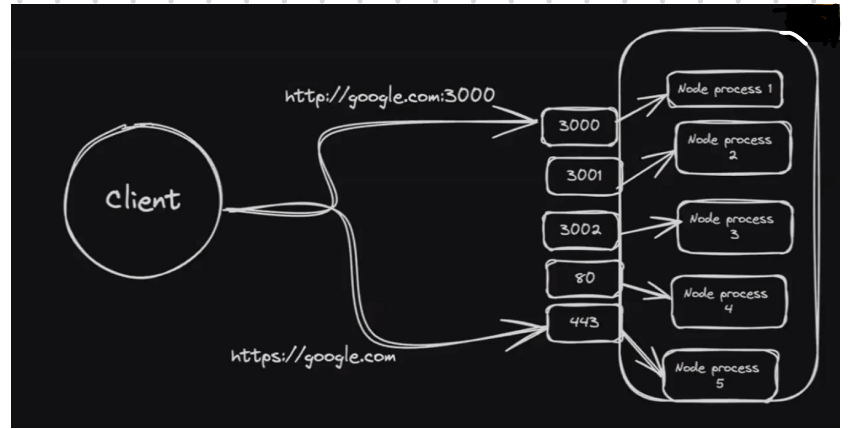 http://google.com:3000
Client
https://google.com
3000
3001
3002
80
443
Node process 1
Node process
2
Node process
3
Node process
4
Node process
5